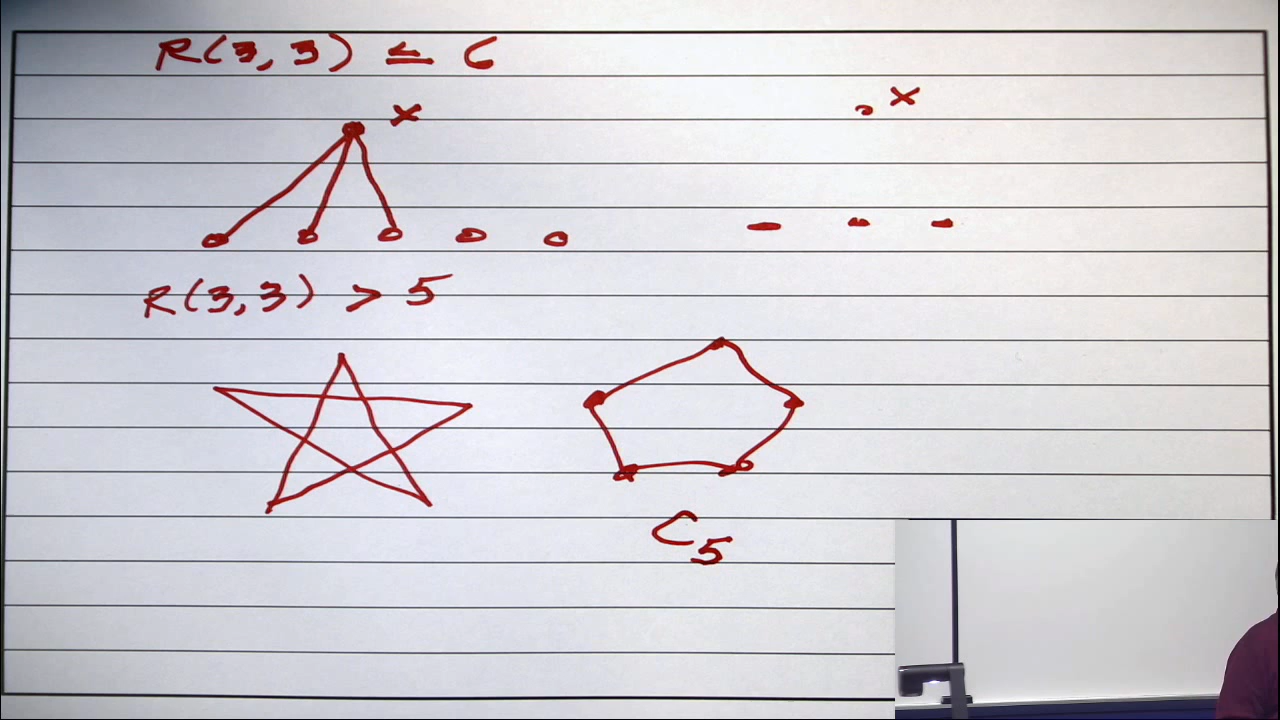 R(3, 3) ≤ 6
x
x
R(3, 3) > 5
C₅